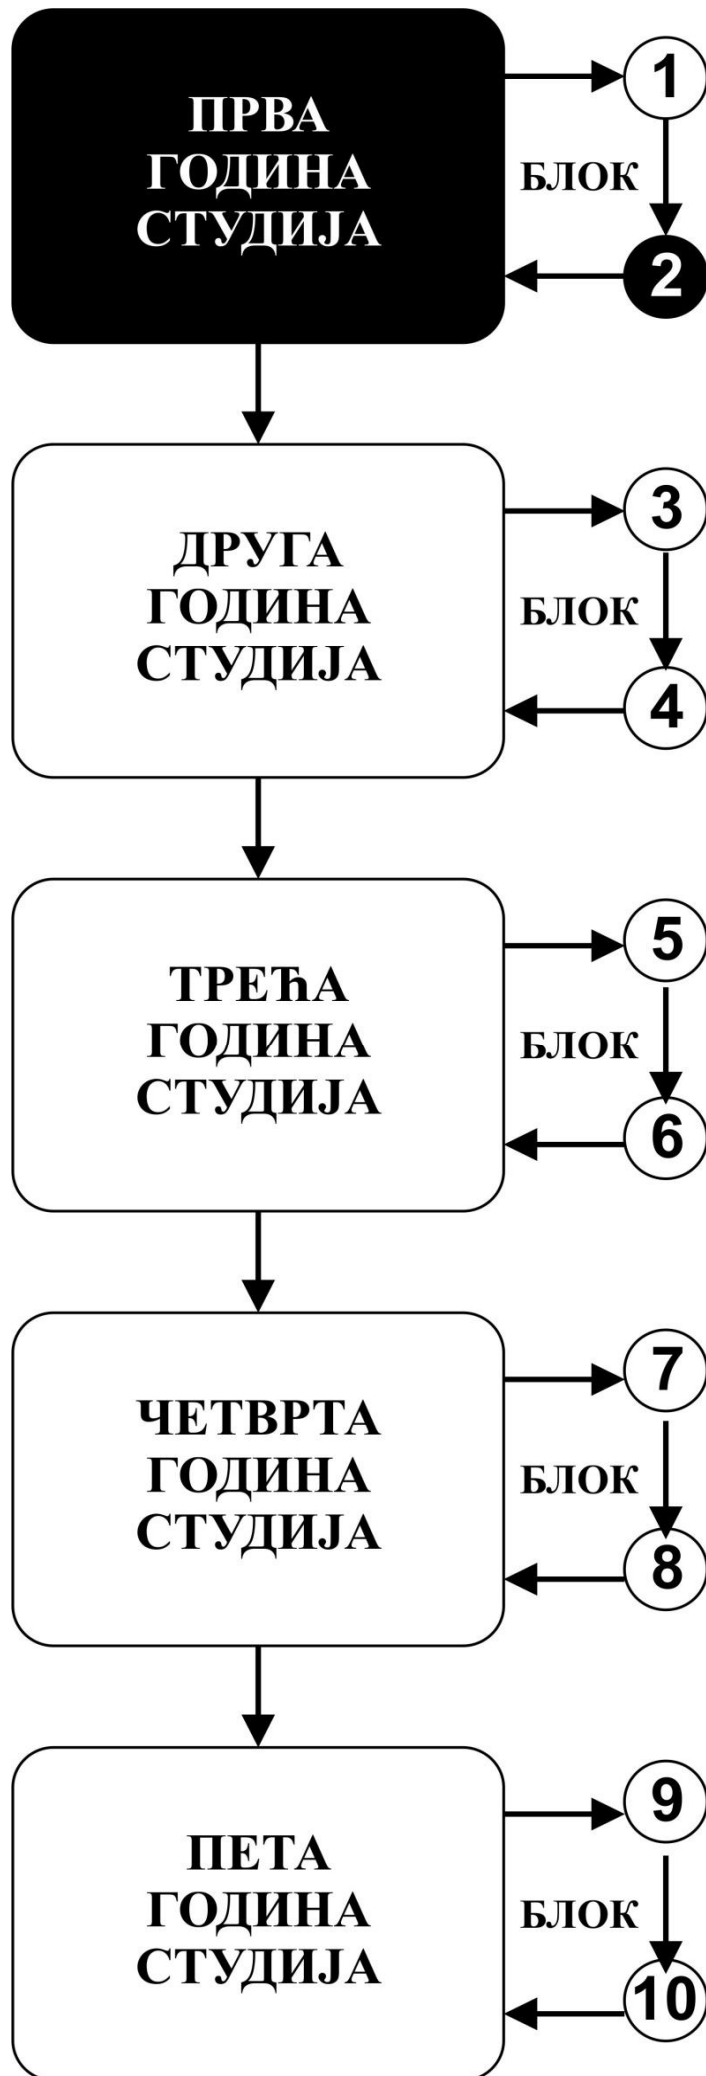 ПРВА
ГОДИНА
СТУДИЈА
1
БЛОК
2
ДРУГА
ГОДИНА
СТУДИЈА
3
БЛОК
4
ТРЕЋА
ГОДИНА
СТУДИЈА
5
БЛОК
6
ЧЕТВРТА
ГОДИНА
СТУДИЈА
7
БЛОК
8
ПЕТА
ГОДИНА
СТУДИЈА
9
БЛОК
10